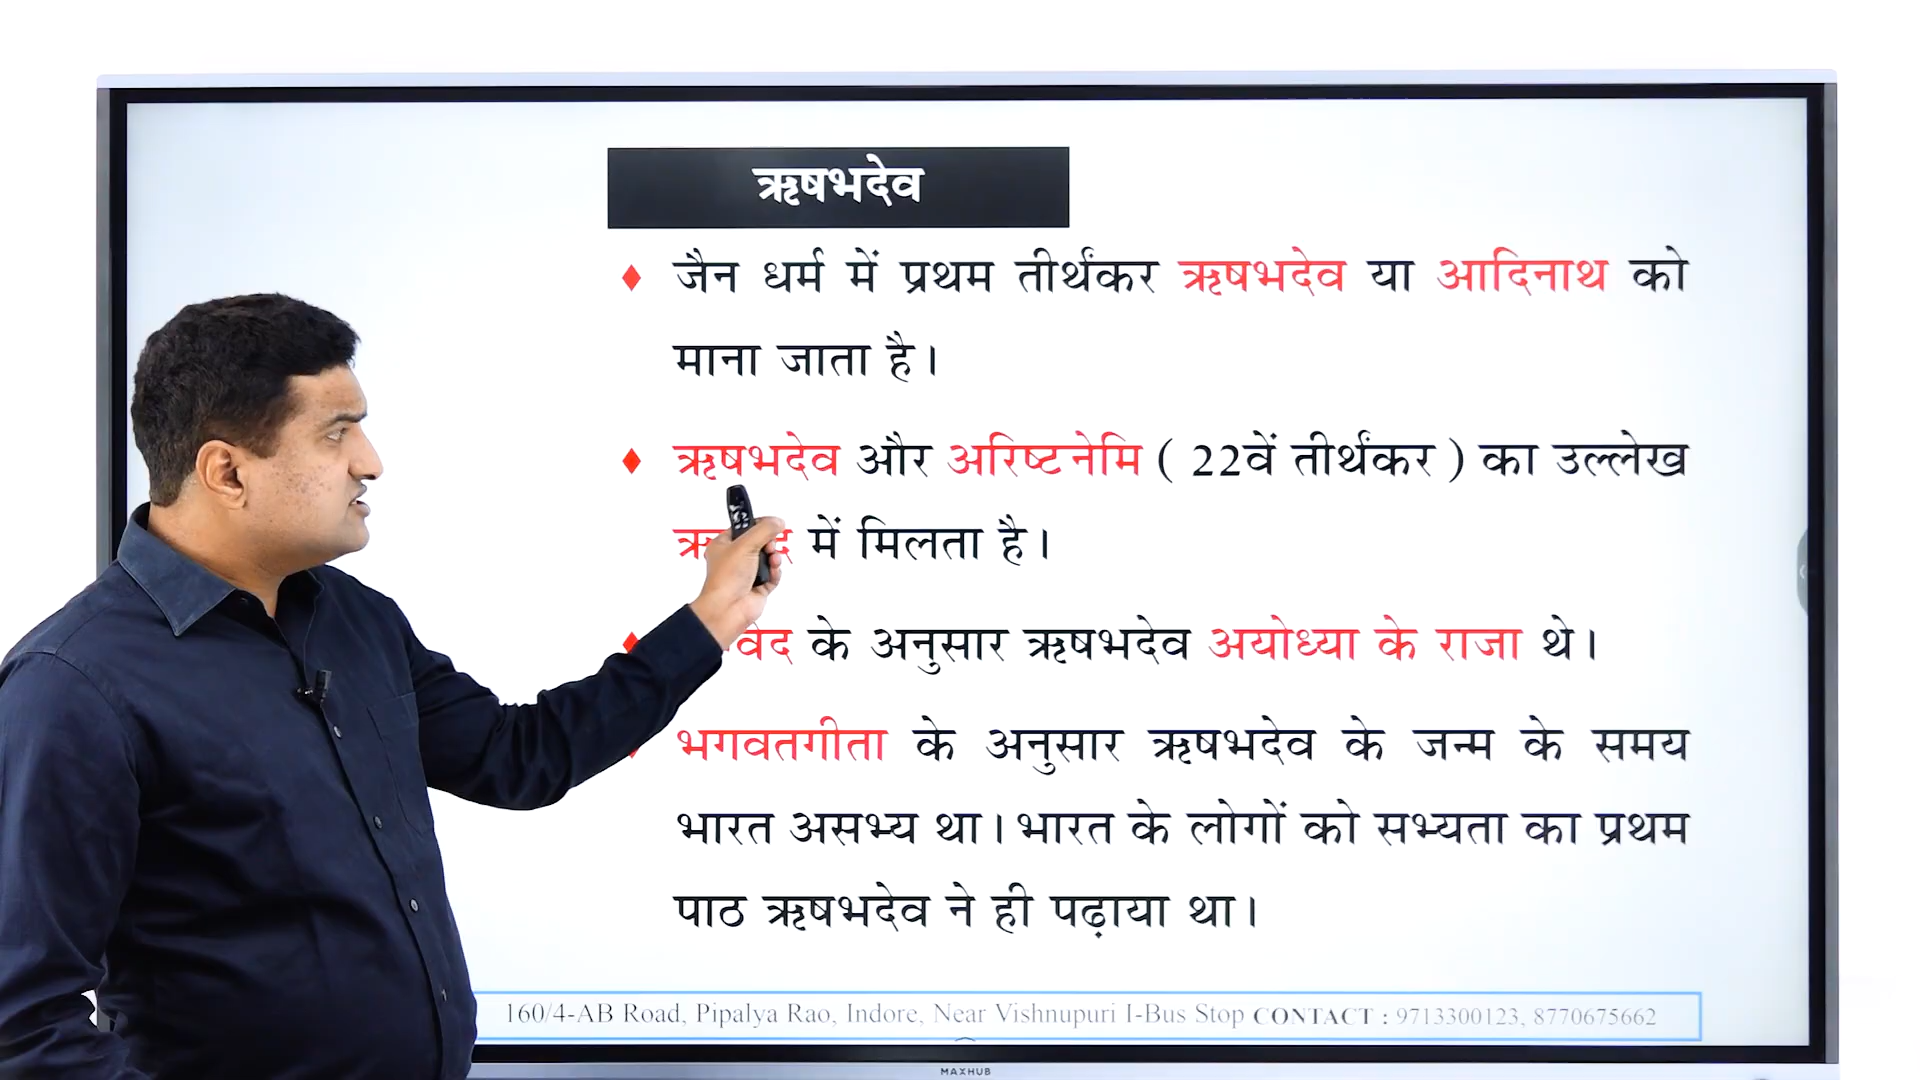 ऋषभदेव
जैन धर्म में प्रथम तीर्थंकर ऋषभदेव या आदिनाथ को
माना जाता है।
ऋषभदेव और अरिष्टनेमि ( 22वें तीर्थंकर ) का उल्लेख
में मिलता है।
के अनुसार ऋषभदेव अयोध्या के राजा थे।
भगवतगीता के अनुसार ऋषभदेव के जन्म के समय
भारत असभ्य था। भारत के लोगों को सभ्यता का प्रथम
पाठ ऋषभदेव ने ही पढ़ाया था।
160/4-AB Road, Pipalya Rao, Indore, Near Vishnupuri I-Bus Stop CONTACT : 9713300123, 8770675662
MAXHUB